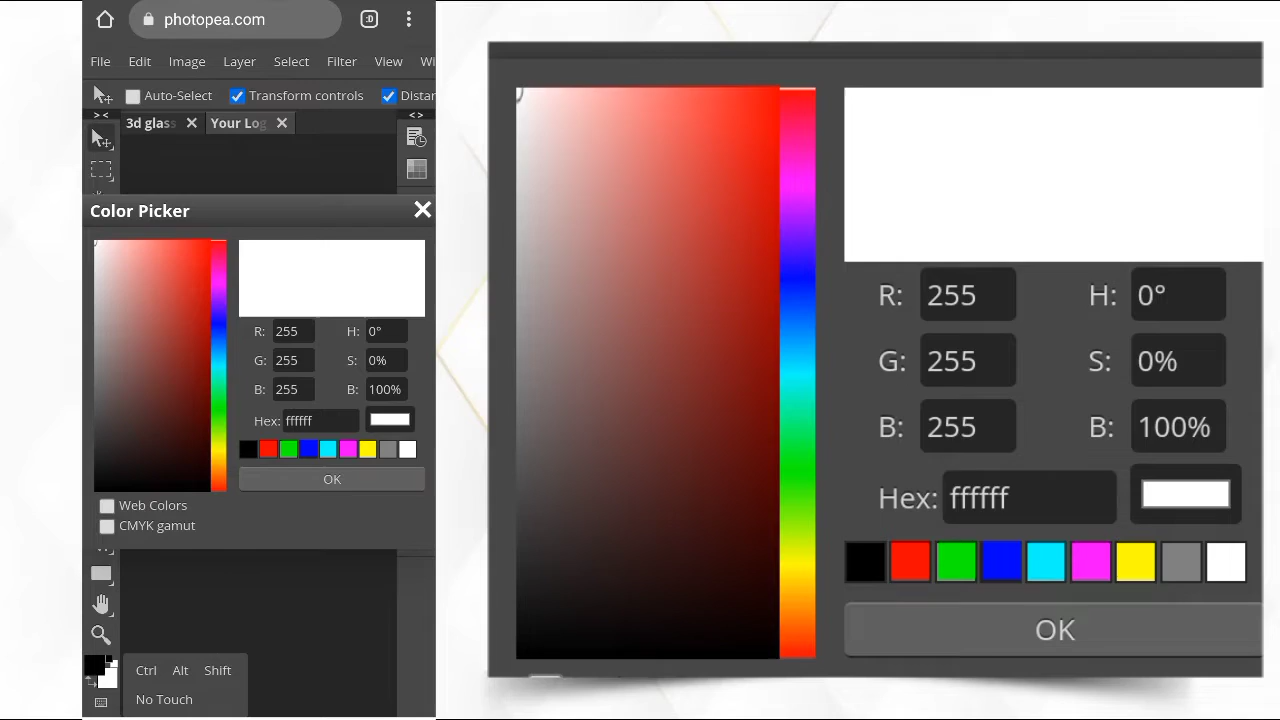 photopea.com
:D
File Edit Image Layer Select Filter View Wi
Auto-Select Transform controls Distan
> < < >
3d glass Your Log
Color Picker
R: 255 H: 0°
G: 255 S: 0%
B: 255 B: 100%
Hex: ffffff
OK
Web Colors
CMYK gamut
Ctrl Alt Shift
No Touch
R: 255 H: 0°
G: 255 S: 0%
B: 255 B: 100%
Hex: ffffff
OK